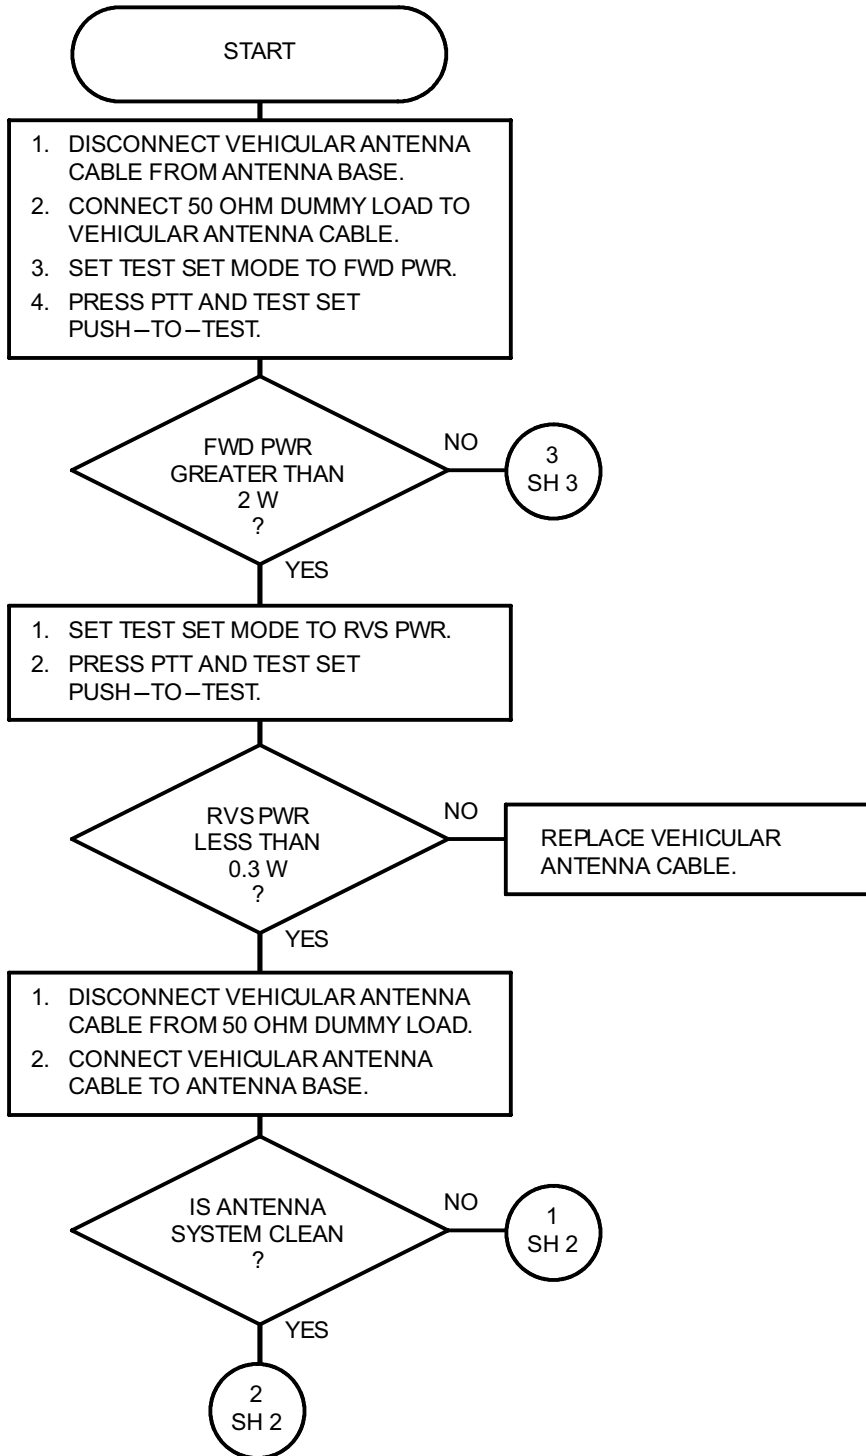 START
1. DISCONNECT VEHICULAR ANTENNA
CABLE FROM ANTENNA BASE.
2. CONNECT 50 OHM DUMMY LOAD TO
VEHICULAR ANTENNA CABLE.
3. SET TEST SET MODE TO FWD PWR.
4. PRESS PTT AND TEST SET
PUSH–TO–TEST.
FWD PWR
GREATER THAN
2 W
?
NO
3
SH 3
YES
1. SET TEST SET MODE TO RVS PWR.
2. PRESS PTT AND TEST SET
PUSH–TO–TEST.
RVS PWR
LESS THAN
0.3 W
?
NO
REPLACE VEHICULAR
ANTENNA CABLE.
YES
1. DISCONNECT VEHICULAR ANTENNA
CABLE FROM 50 OHM DUMMY LOAD.
2. CONNECT VEHICULAR ANTENNA
CABLE TO ANTENNA BASE.
IS ANTENNA
SYSTEM CLEAN
?
NO
1
SH 2
YES
2
SH 2